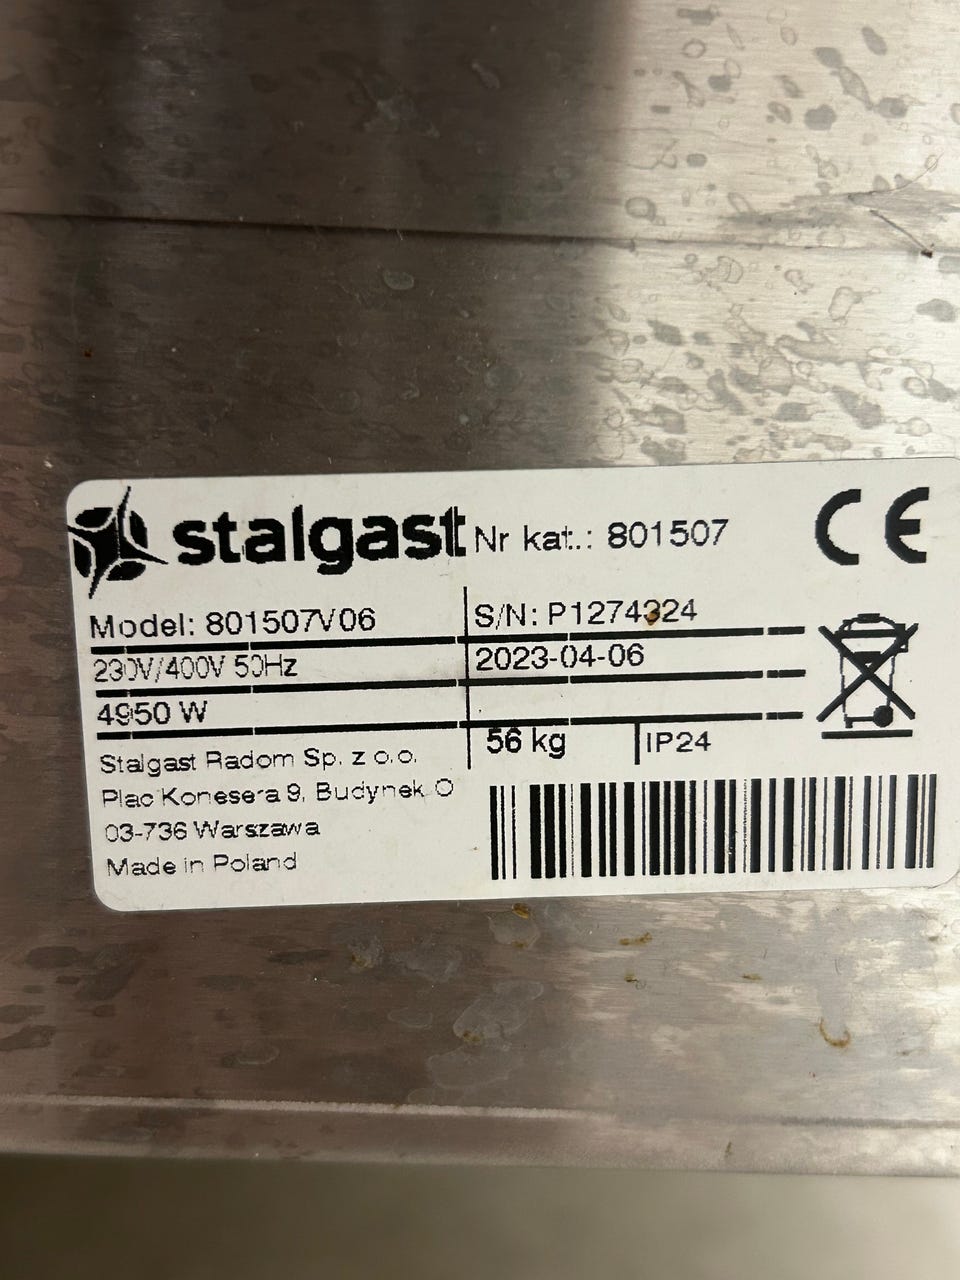 stalgast Nr kat.: 801507 CE
Model: 801507V06 S/N: P1274324
230V/400V 50Hz 2023-04-06
4950 W
56 kg IP24
Stalgast Radom Sp. z o.o.
Plac Konesera 9, Budynek O
03-736 Warszawa
Made in Poland